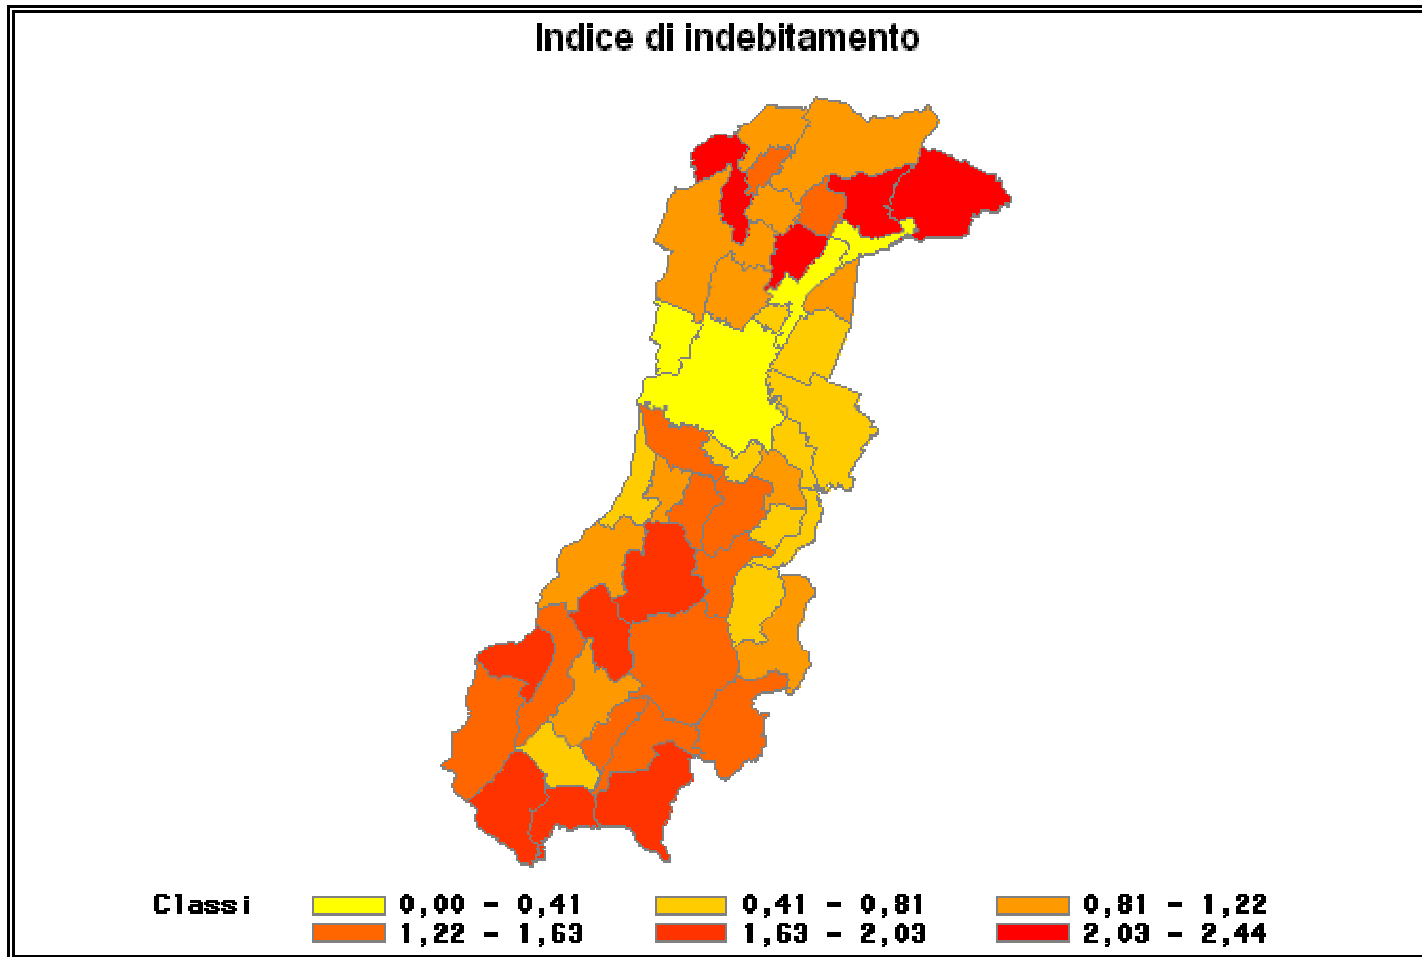 Indice di indebitamento
Classi 0,00 - 0,41 0,41 - 0,81 0,81 - 1,22
1,22 - 1,63 1,63 - 2,03 2,03 - 2,44